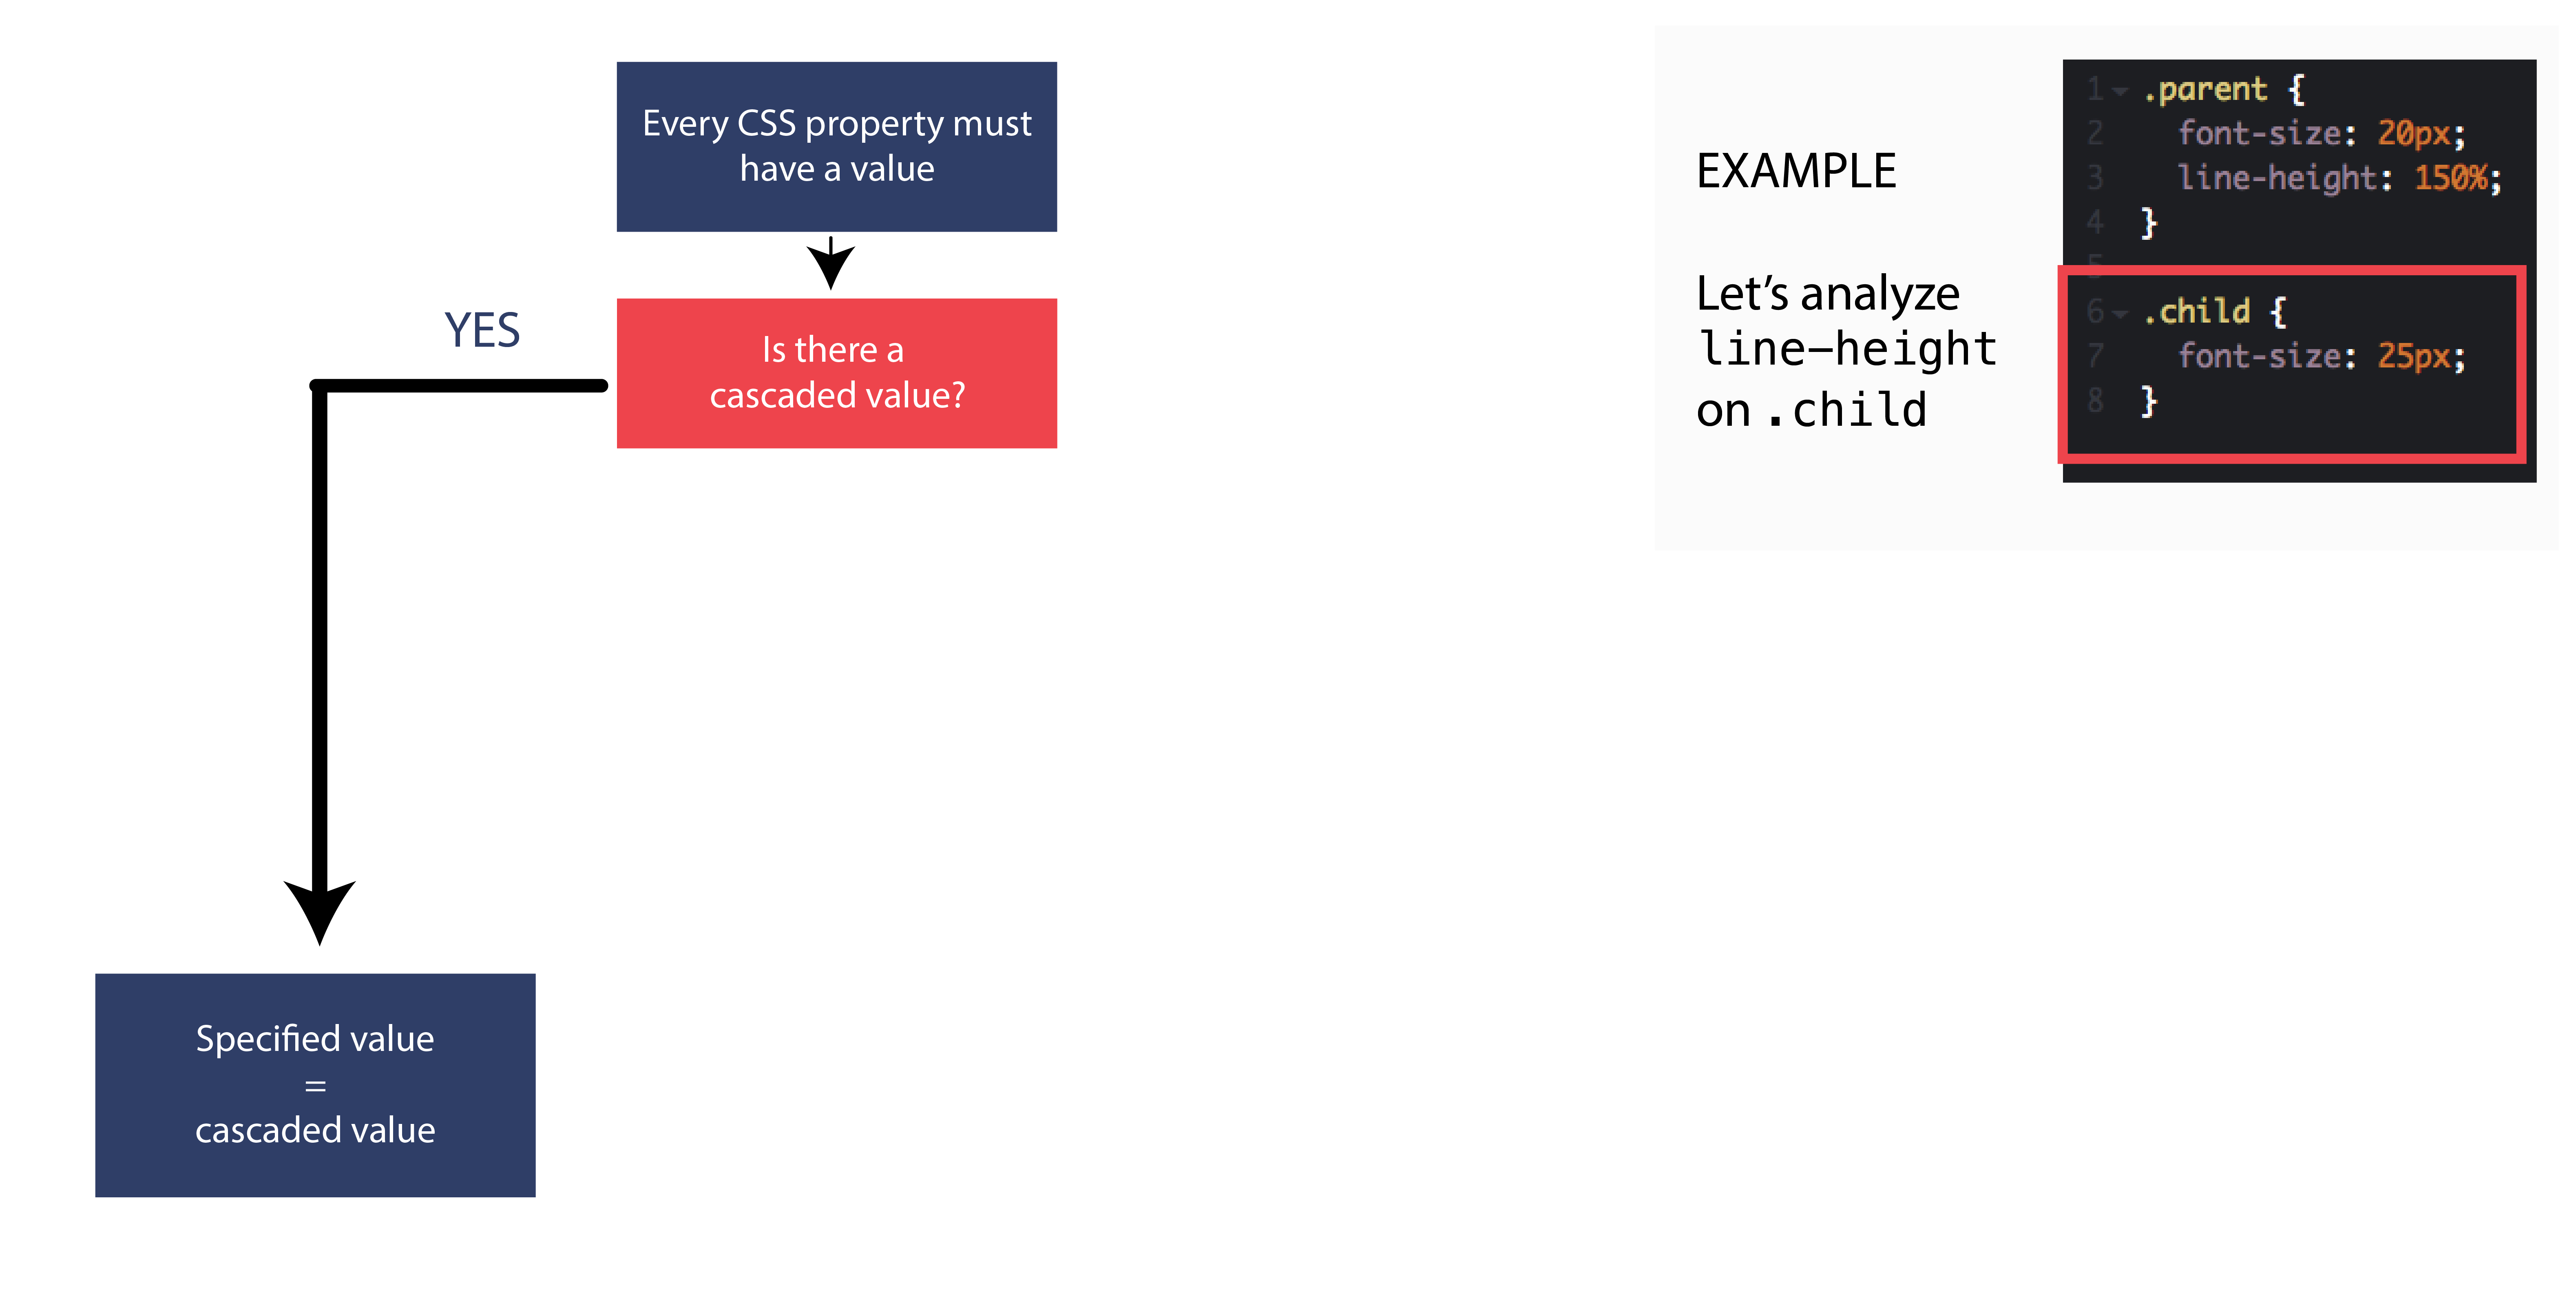 Every CSS property must
have a value
YES
Is there a
cascaded value?
Specified value
=
cascaded value
EXAMPLE
Let's analyze
line-height
on .child
1 .parent {
2 font-size: 20px;
3 line-height: 150%;
4 }
5
6 .child {
7 font-size: 25px;
8 }